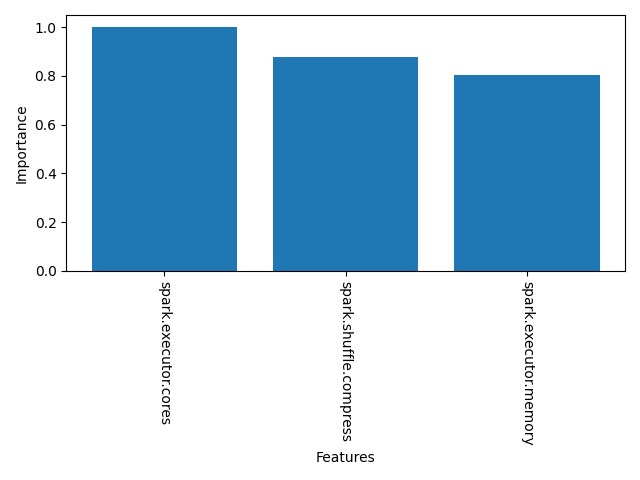 Importance
1.0
0.8
0.6
0.4
0.2
0.0
spark.executor.cores
spark.shuffle.compress
spark.executor.memory
Features